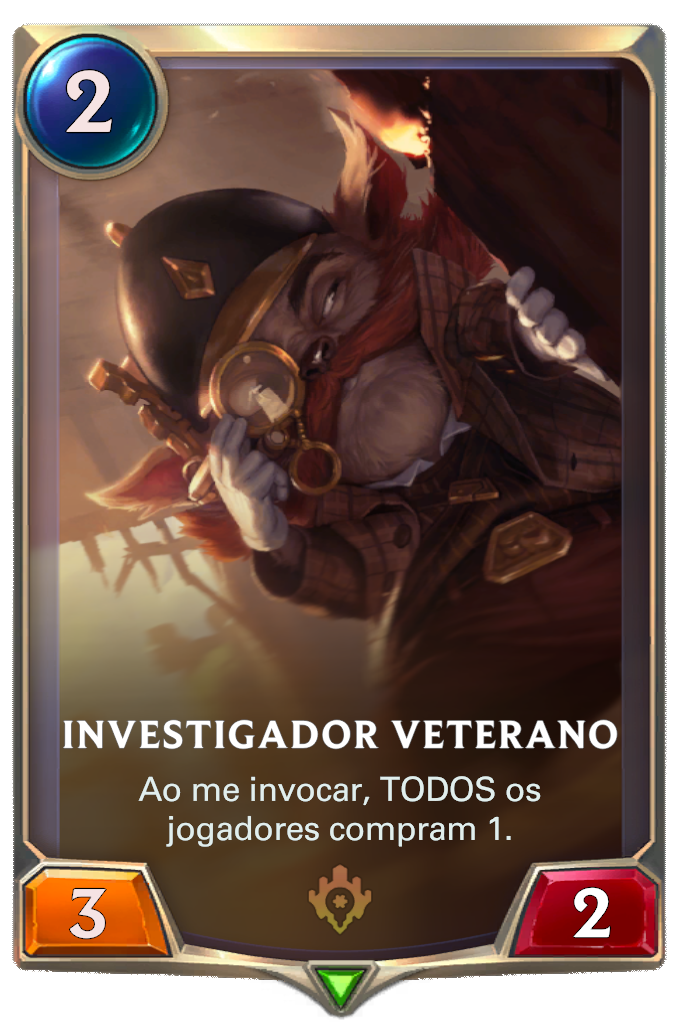 2
INVESTIGADOR VETERANO
Ao me invocar, TODOS os
jogadores compram 1.
3
2